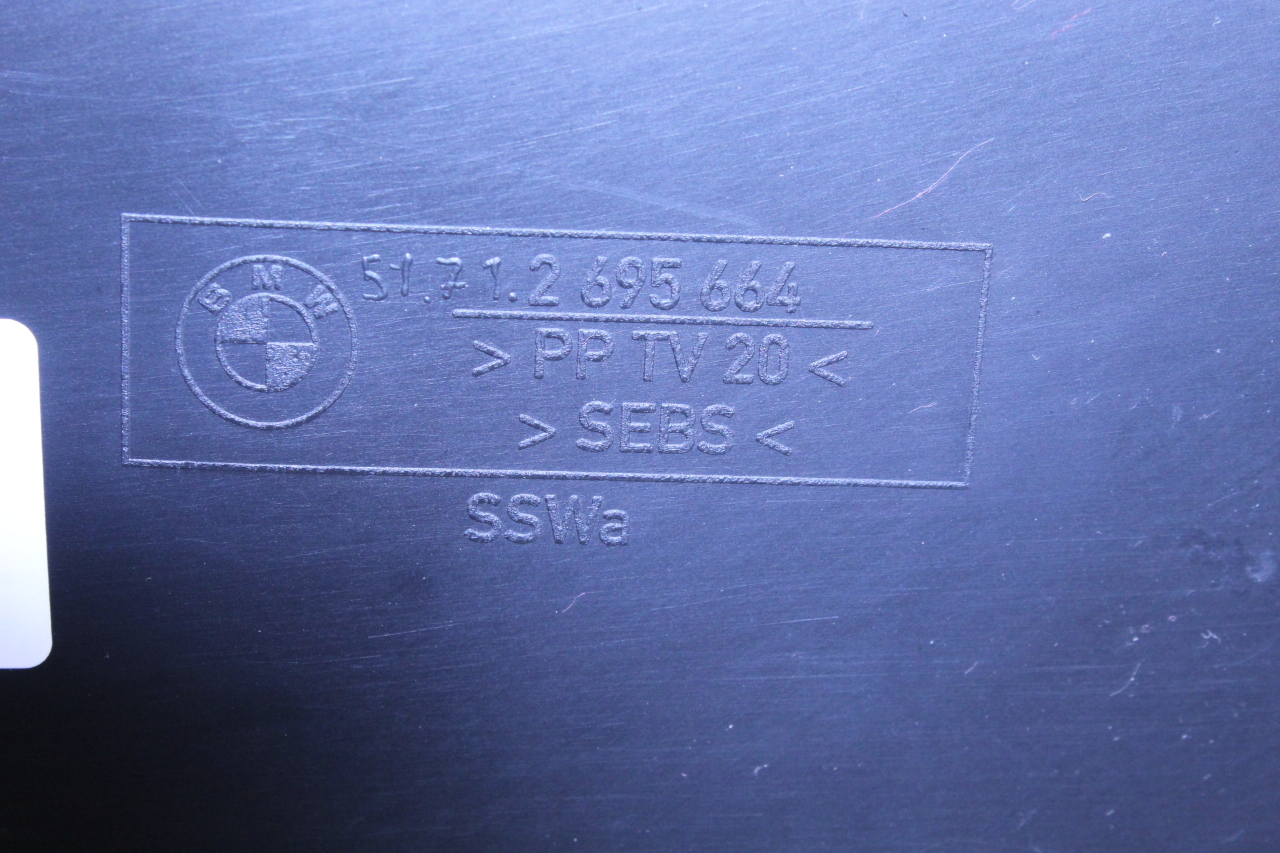 BMW
51.71.2 695 664
> PP TV 20 <
> SEBS <
SSWa